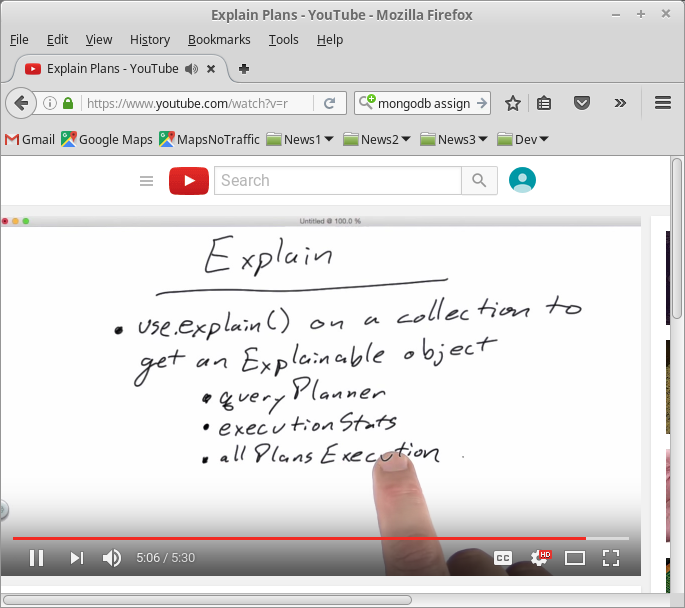 Explain Plans - YouTube - Mozilla Firefox
File Edit View History Bookmarks Tools Help
Explain Plans - YouTube
https://www.youtube.com/watch?v=r
mongodb assign
Gmail Google Maps MapsNoTraffic News1 News2 News3 Dev
Search
Untitled @ 100.0 %
Explain
• use.explain() on a collection to
get an Explainable object
• queryPlanner
• executionStats
• allPlansExecution
5:06 / 5:30
CC
HD